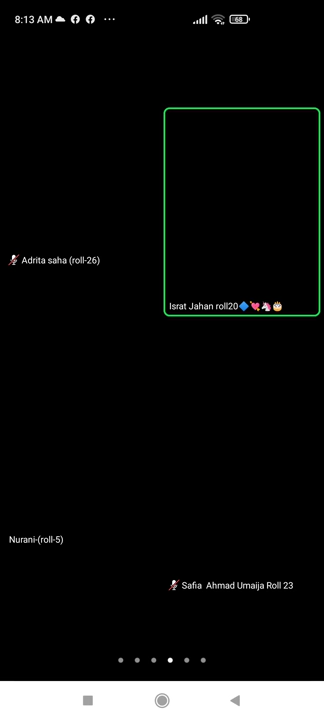 8:13 AM
68
Adrita saha (roll-26)
Israt Jahan roll20🔷💘🦄🎂
Nurani-(roll-5)
Safia Ahmad Umaija Roll 23